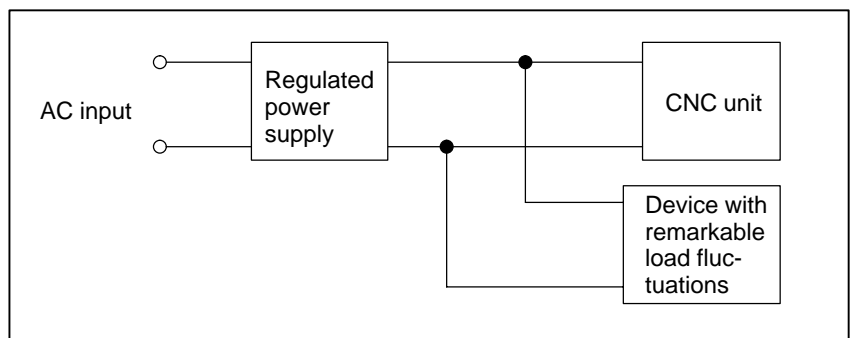 AC input
Regulated
power
supply
CNC unit
Device with
remarkable
load fluc-
tuations